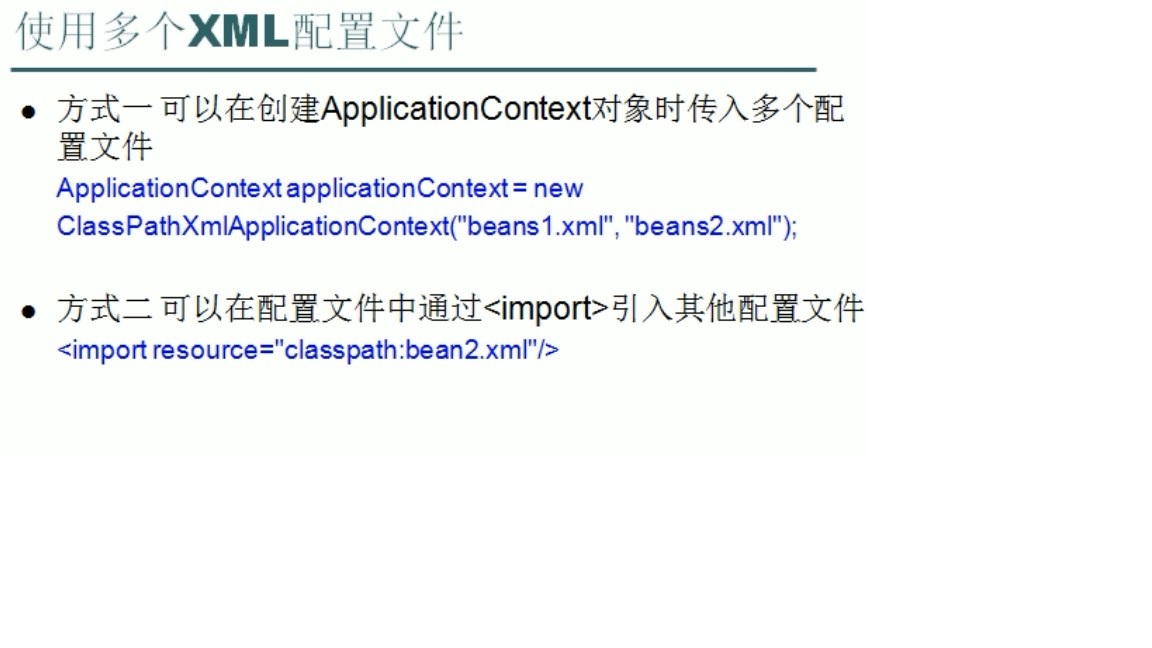 使用多个XML配置文件
方式一 可以在创建ApplicationContext对象时传入多个配
置文件
ApplicationContext applicationContext = new
ClassPathXmlApplicationContext("beans1.xml", "beans2.xml");
方式二 可以在配置文件中通过<import>引入其他配置文件
<import resource="classpath:bean2.xml"/>